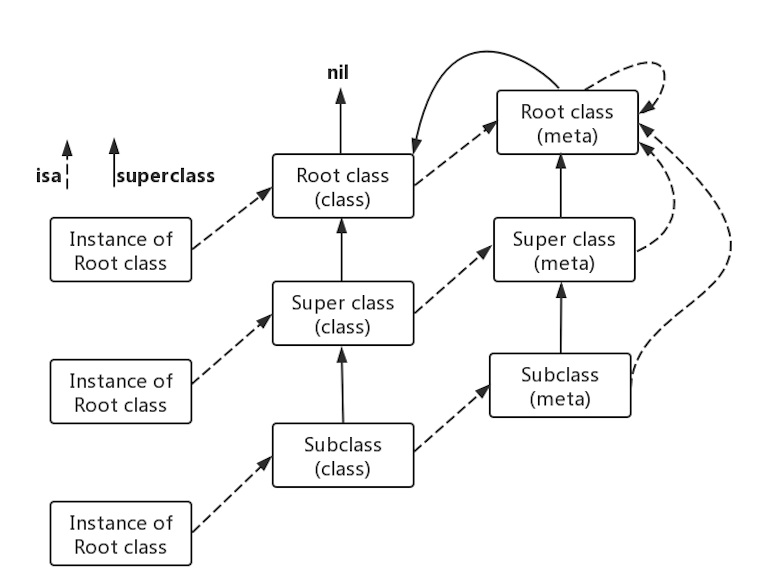 nil
Root class
(meta)
isa
superclass
Root class
(class)
Instance of
Root class
Super class
(meta)
Super class
(class)
Instance of
Root class
Subclass
(meta)
Subclass
(class)
Instance of
Root class